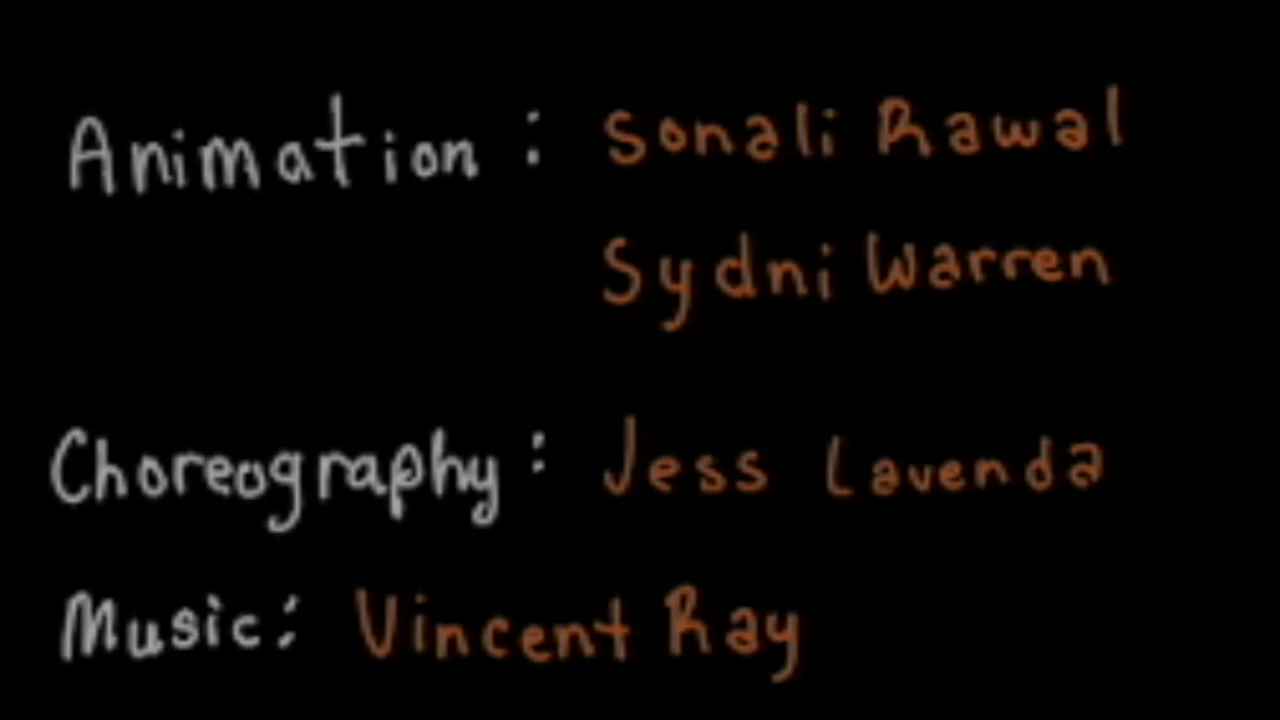 Animation : Sonali Rawal
Sydni Warren
Choreography : Jess Lavenda
Music : Vincent Ray